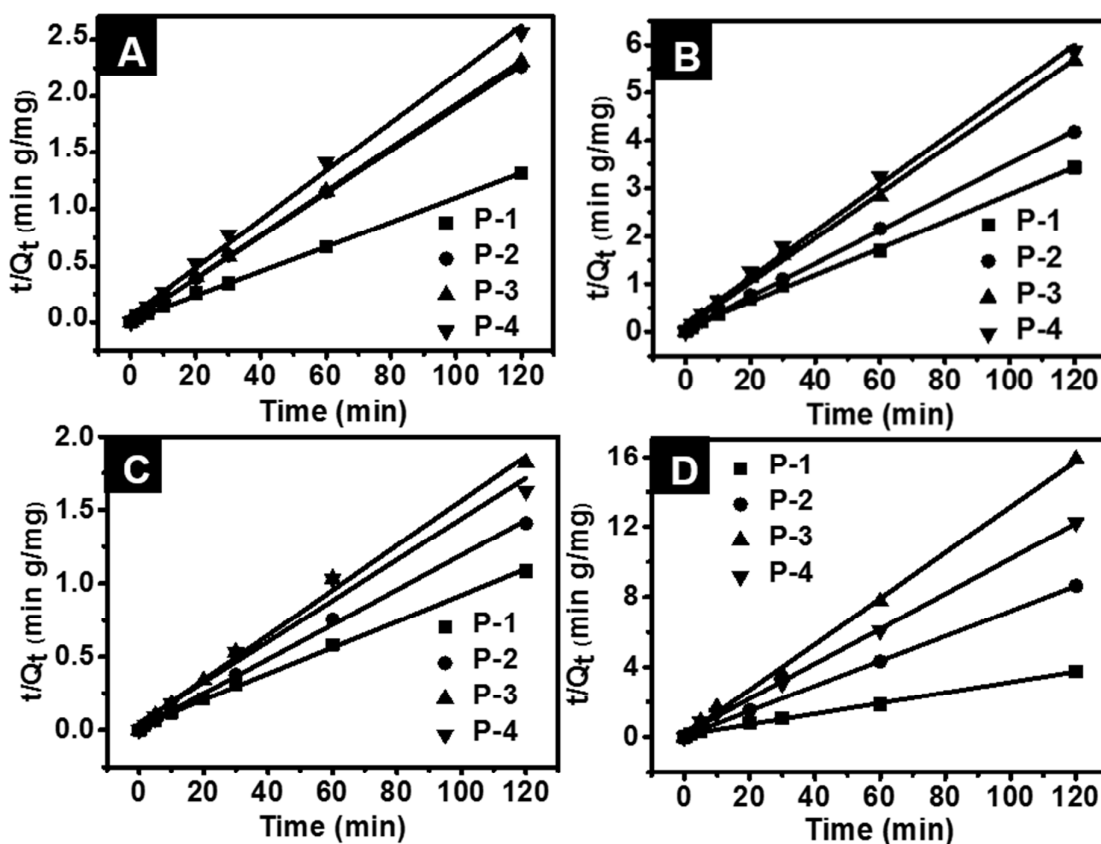 A
t/Qt (min g/mg)
2.5
2.0
1.5
1.0
0.5
0.0
P-1
P-2
P-3
P-4
0 20 40 60 80 100 120
Time (min)
B
t/Qt (min g/mg)
6
5
4
3
2
1
0
P-1
P-2
P-3
P-4
0 20 40 60 80 100 120
Time (min)
C
t/Qt (min g/mg)
2.0
1.5
1.0
0.5
0.0
P-1
P-2
P-3
P-4
0 20 40 60 80 100 120
Time (min)
D
t/Qt (min g/mg)
16
12
8
4
0
P-1
P-2
P-3
P-4
0 20 40 60 80 100 120
Time (min)